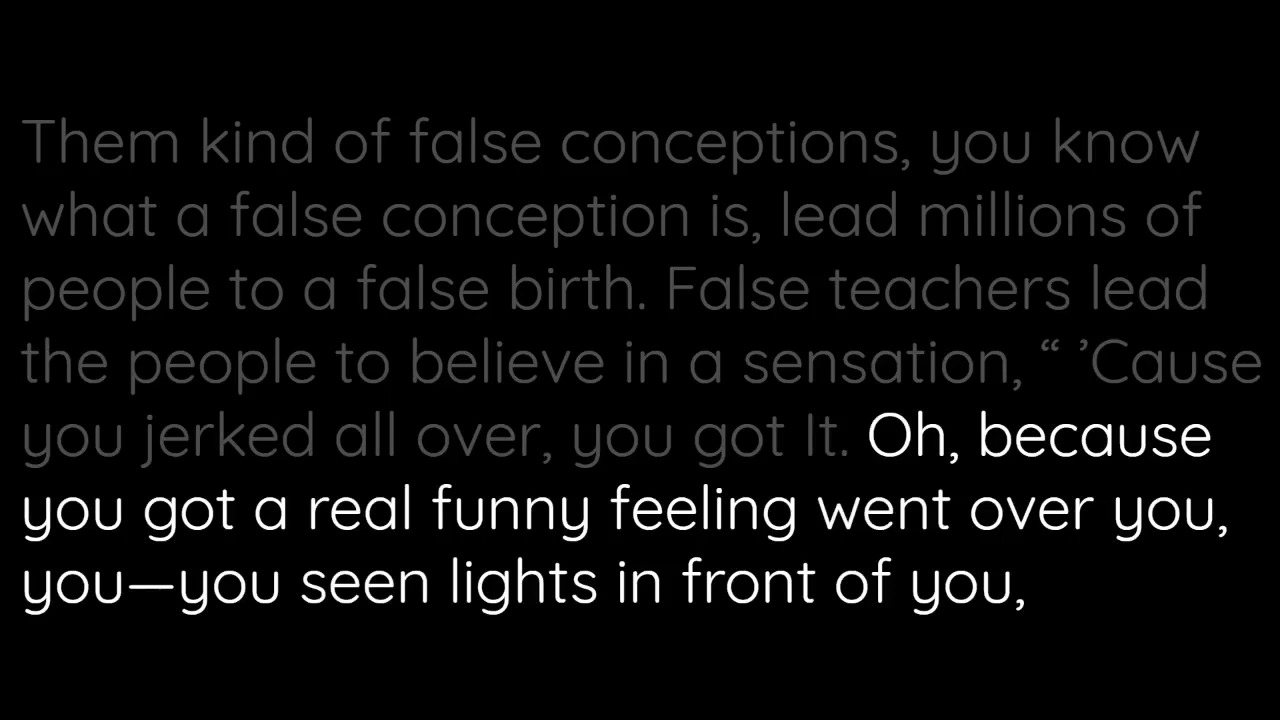 Them kind of false conceptions, you know
what a false conception is, lead millions of
people to a false birth. False teachers lead
the people to believe in a sensation, “ ’Cause
you jerked all over, you got It. Oh, because
you got a real funny feeling went over you,
you—you seen lights in front of you,